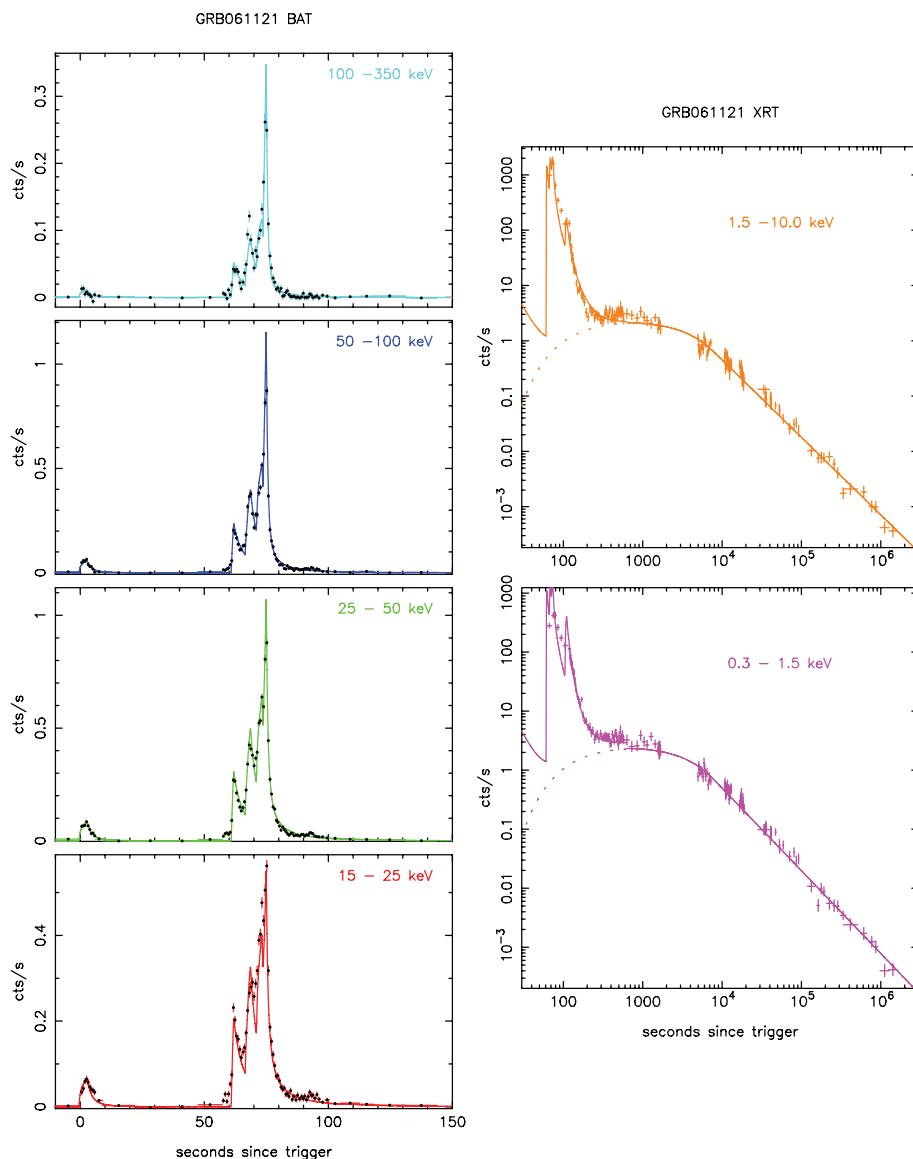 GRB061121 BAT
100 −350 keV
cts/s
0.3
0.2
0.1
0
50 −100 keV
cts/s
1
0.5
0
25 − 50 keV
cts/s
1
0.5
0
15 − 25 keV
cts/s
0.4
0.2
0
0 50 100 150
seconds since trigger
GRB061121 XRT
1.5 −10.0 keV
cts/s
1000
100
10
1
0.1
0.01
10⁻³
100 1000 10⁴ 10⁵ 10⁶
0.3 − 1.5 keV
cts/s
1000
100
10
1
0.1
0.01
10⁻³
100 1000 10⁴ 10⁵ 10⁶
seconds since trigger